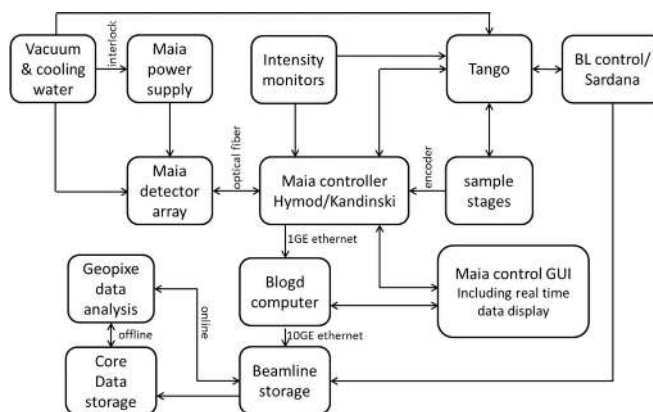 Vacuum
& cooling
water
interlock
Maia
power
supply
Intensity
monitors
Tango
BL control/
Sardana
Maia
detector
array
optical fiber
Maia controller
Hymod/Kandinski
encoder
sample
stages
1GE ethernet
Geopixe
data
analysis
online
Blogd
computer
Maia control GUI
Including real time
data display
offline
10GE ethernet
Core
Data
storage
Beamline
storage